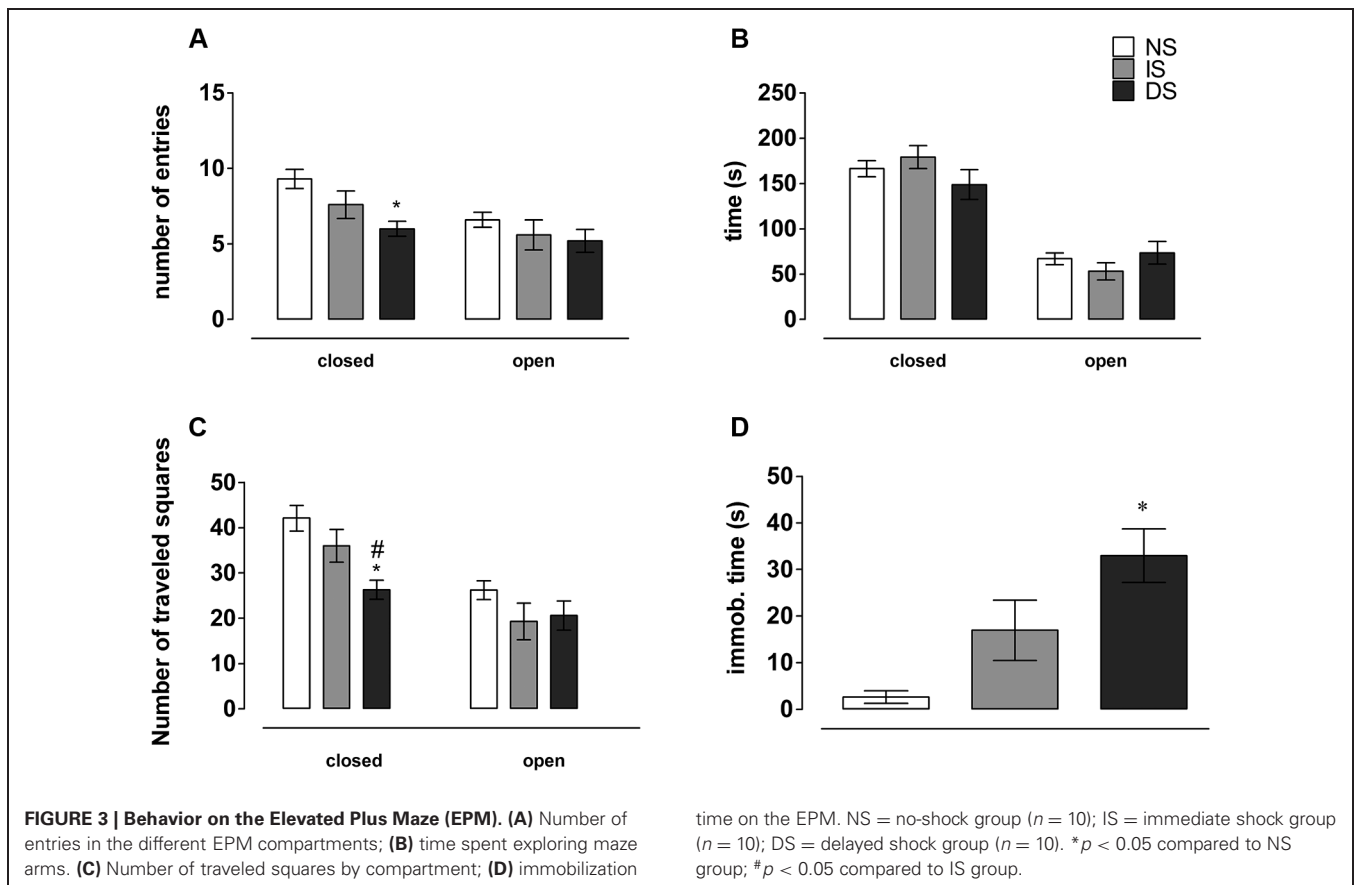 A
number of entries
15
10
5
0
*
closed
open
B
NS
IS
DS
time (s)
250
200
150
100
50
0
closed
open
C
Number of traveled squares
50
40
30
20
10
0
#
*
closed
open
D
immob. time (s)
50
40
30
20
10
0
*
FIGURE 3 | Behavior on the Elevated Plus Maze (EPM). (A) Number of
entries in the different EPM compartments; (B) time spent exploring maze
arms. (C) Number of traveled squares by compartment; (D) immobilization
time on the EPM. NS = no-shock group (n = 10); IS = immediate shock group
(n = 10); DS = delayed shock group (n = 10). *p < 0.05 compared to NS
group; #p < 0.05 compared to IS group.